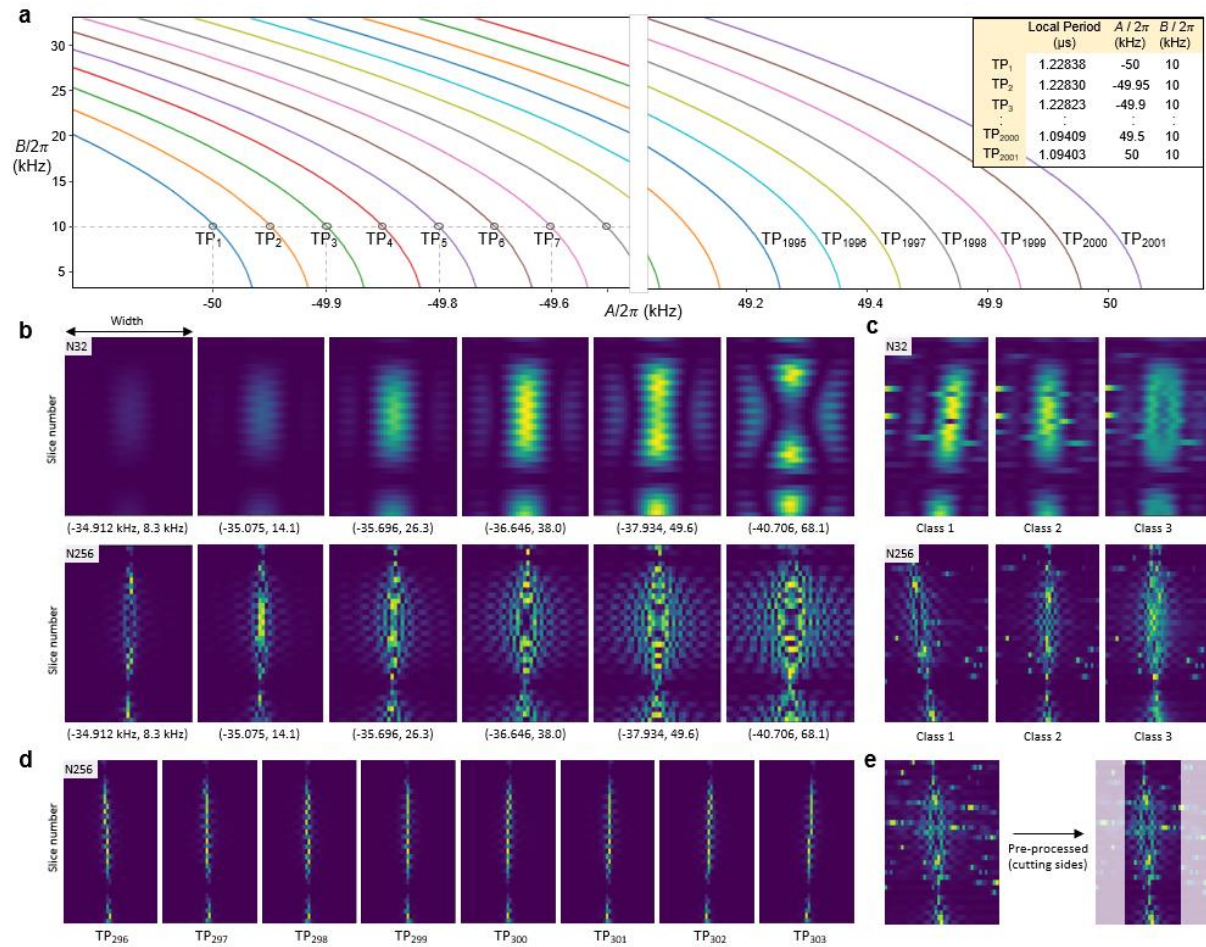 a
Local Period (μs) A / 2π (kHz) B / 2π (kHz)
TP1 1.22838 -50 10
TP2 1.22830 -49.95 10
TP3 1.22823 -49.9 10
: : : :
TP2000 1.09409 49.5 10
TP2001 1.09403 50 10
B/2π (kHz)
30
25
20
15
10
5
TP1 TP2 TP3 TP4 TP5 TP6 TP7 TP1995 TP1996 TP1997 TP1998 TP1999 TP2000 TP2001
-50 -49.9 -49.8 -49.6 49.2 49.4 49.9 50
A/2π (kHz)
b
Width
N32
Slice number
(-34.912 kHz, 8.3 kHz) (-35.075, 14.1) (-35.696, 26.3) (-36.646, 38.0) (-37.934, 49.6) (-40.706, 68.1)
N256
Slice number
(-34.912 kHz, 8.3 kHz) (-35.075, 14.1) (-35.696, 26.3) (-36.646, 38.0) (-37.934, 49.6) (-40.706, 68.1)
c
N32
Class 1 Class 2 Class 3
N256
Class 1 Class 2 Class 3
d
N256
Slice number
TP296 TP297 TP298 TP299 TP300 TP301 TP302 TP303
e
Pre-processed
(cutting sides)